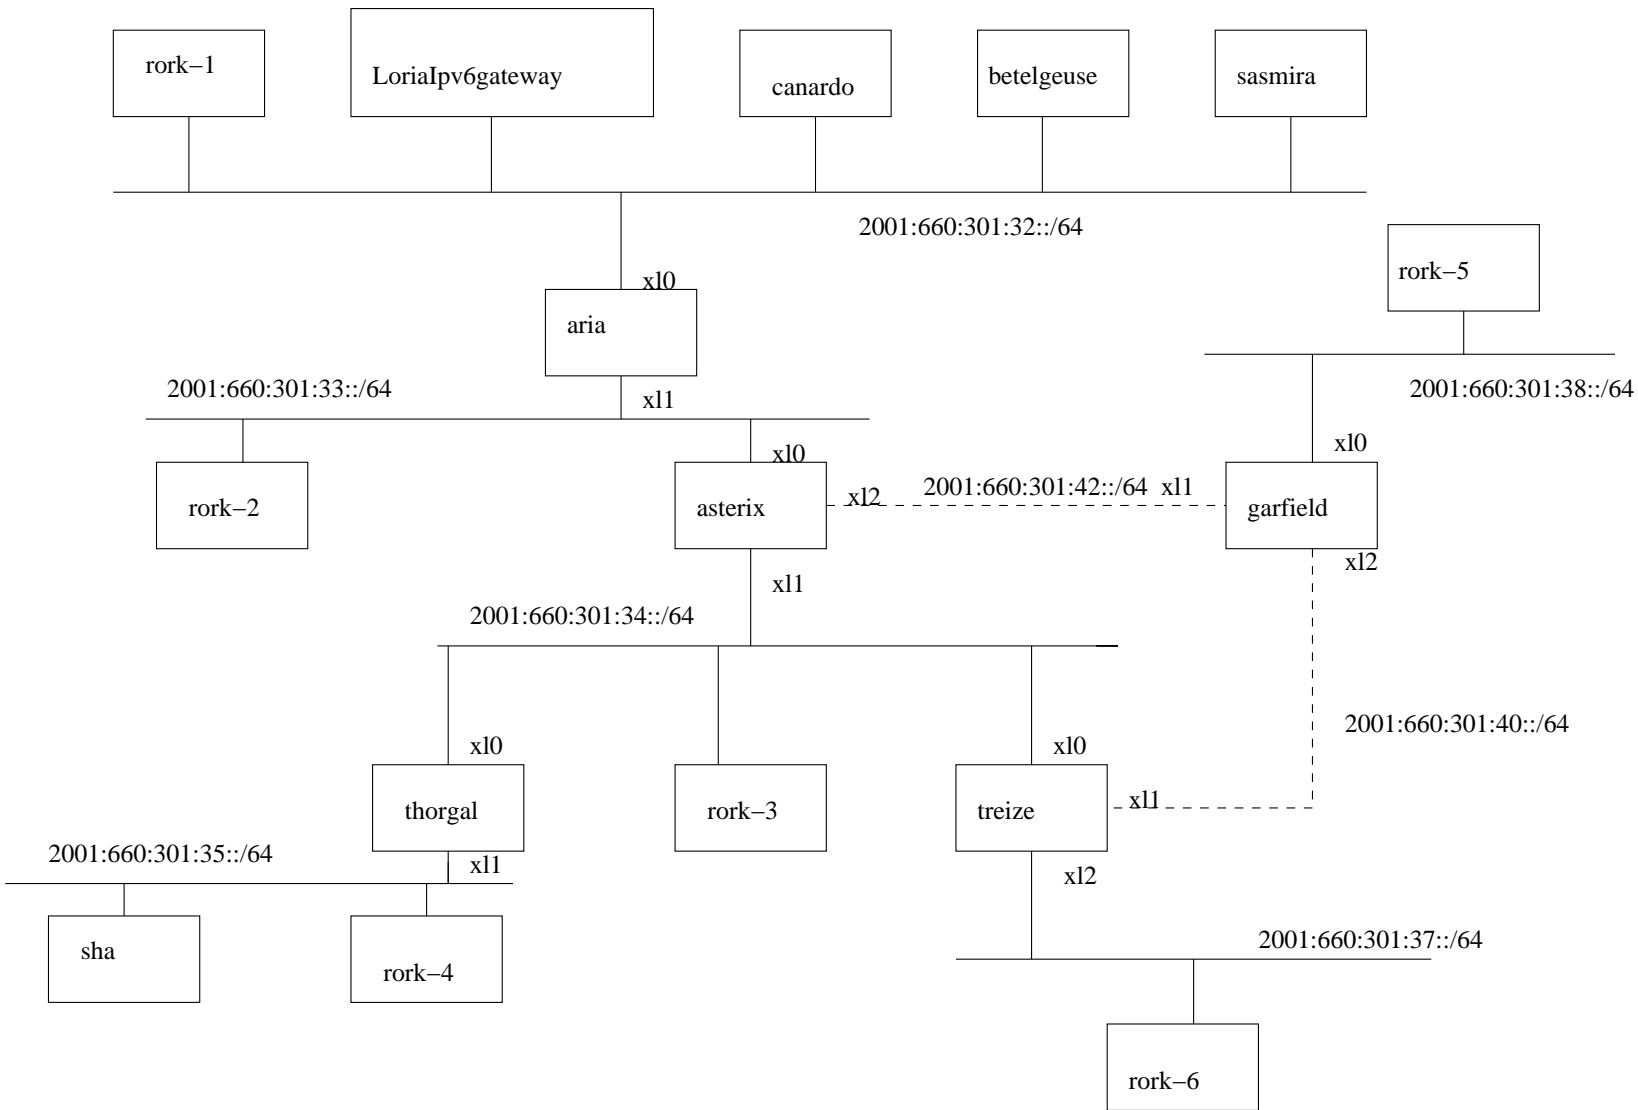 rork−1
LoriaIpv6gateway
canardo
betelgeuse
sasmira
2001:660:301:32::/64
rork−5
xl0
aria
2001:660:301:33::/64
xl1
2001:660:301:38::/64
xl0
xl0
rork−2
asterix
xl2
2001:660:301:42::/64
xl1
garfield
xl2
xl1
2001:660:301:34::/64
2001:660:301:40::/64
xl0
xl0
thorgal
rork−3
treize
xl1
2001:660:301:35::/64
xl1
xl2
sha
rork−4
2001:660:301:37::/64
rork−6